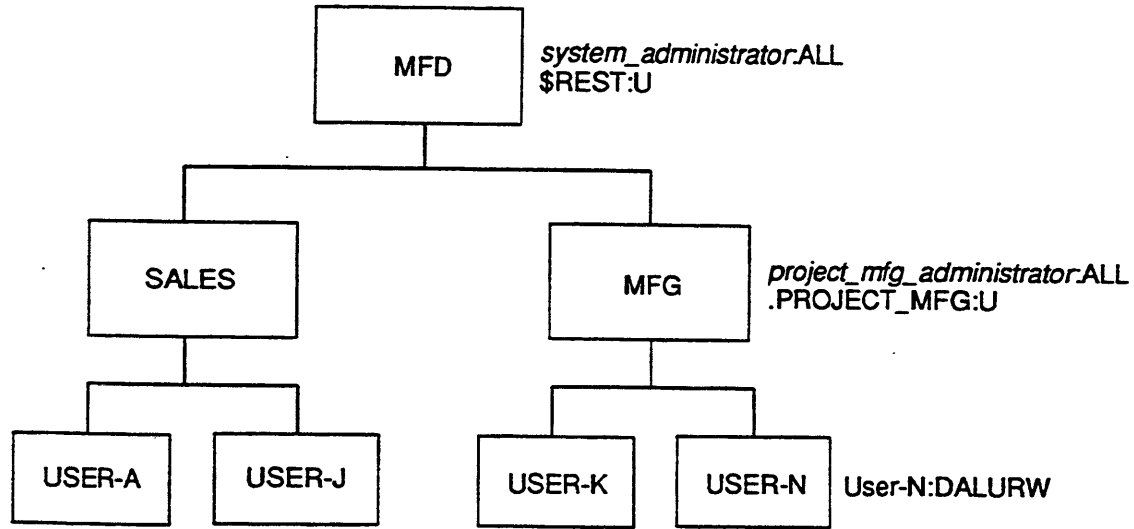 MFD
system_administrator:ALL
$REST:U
SALES
MFG
project_mfg_administrator:ALL
.PROJECT_MFG:U
USER-A
USER-J
USER-K
USER-N
User-N:DALURW